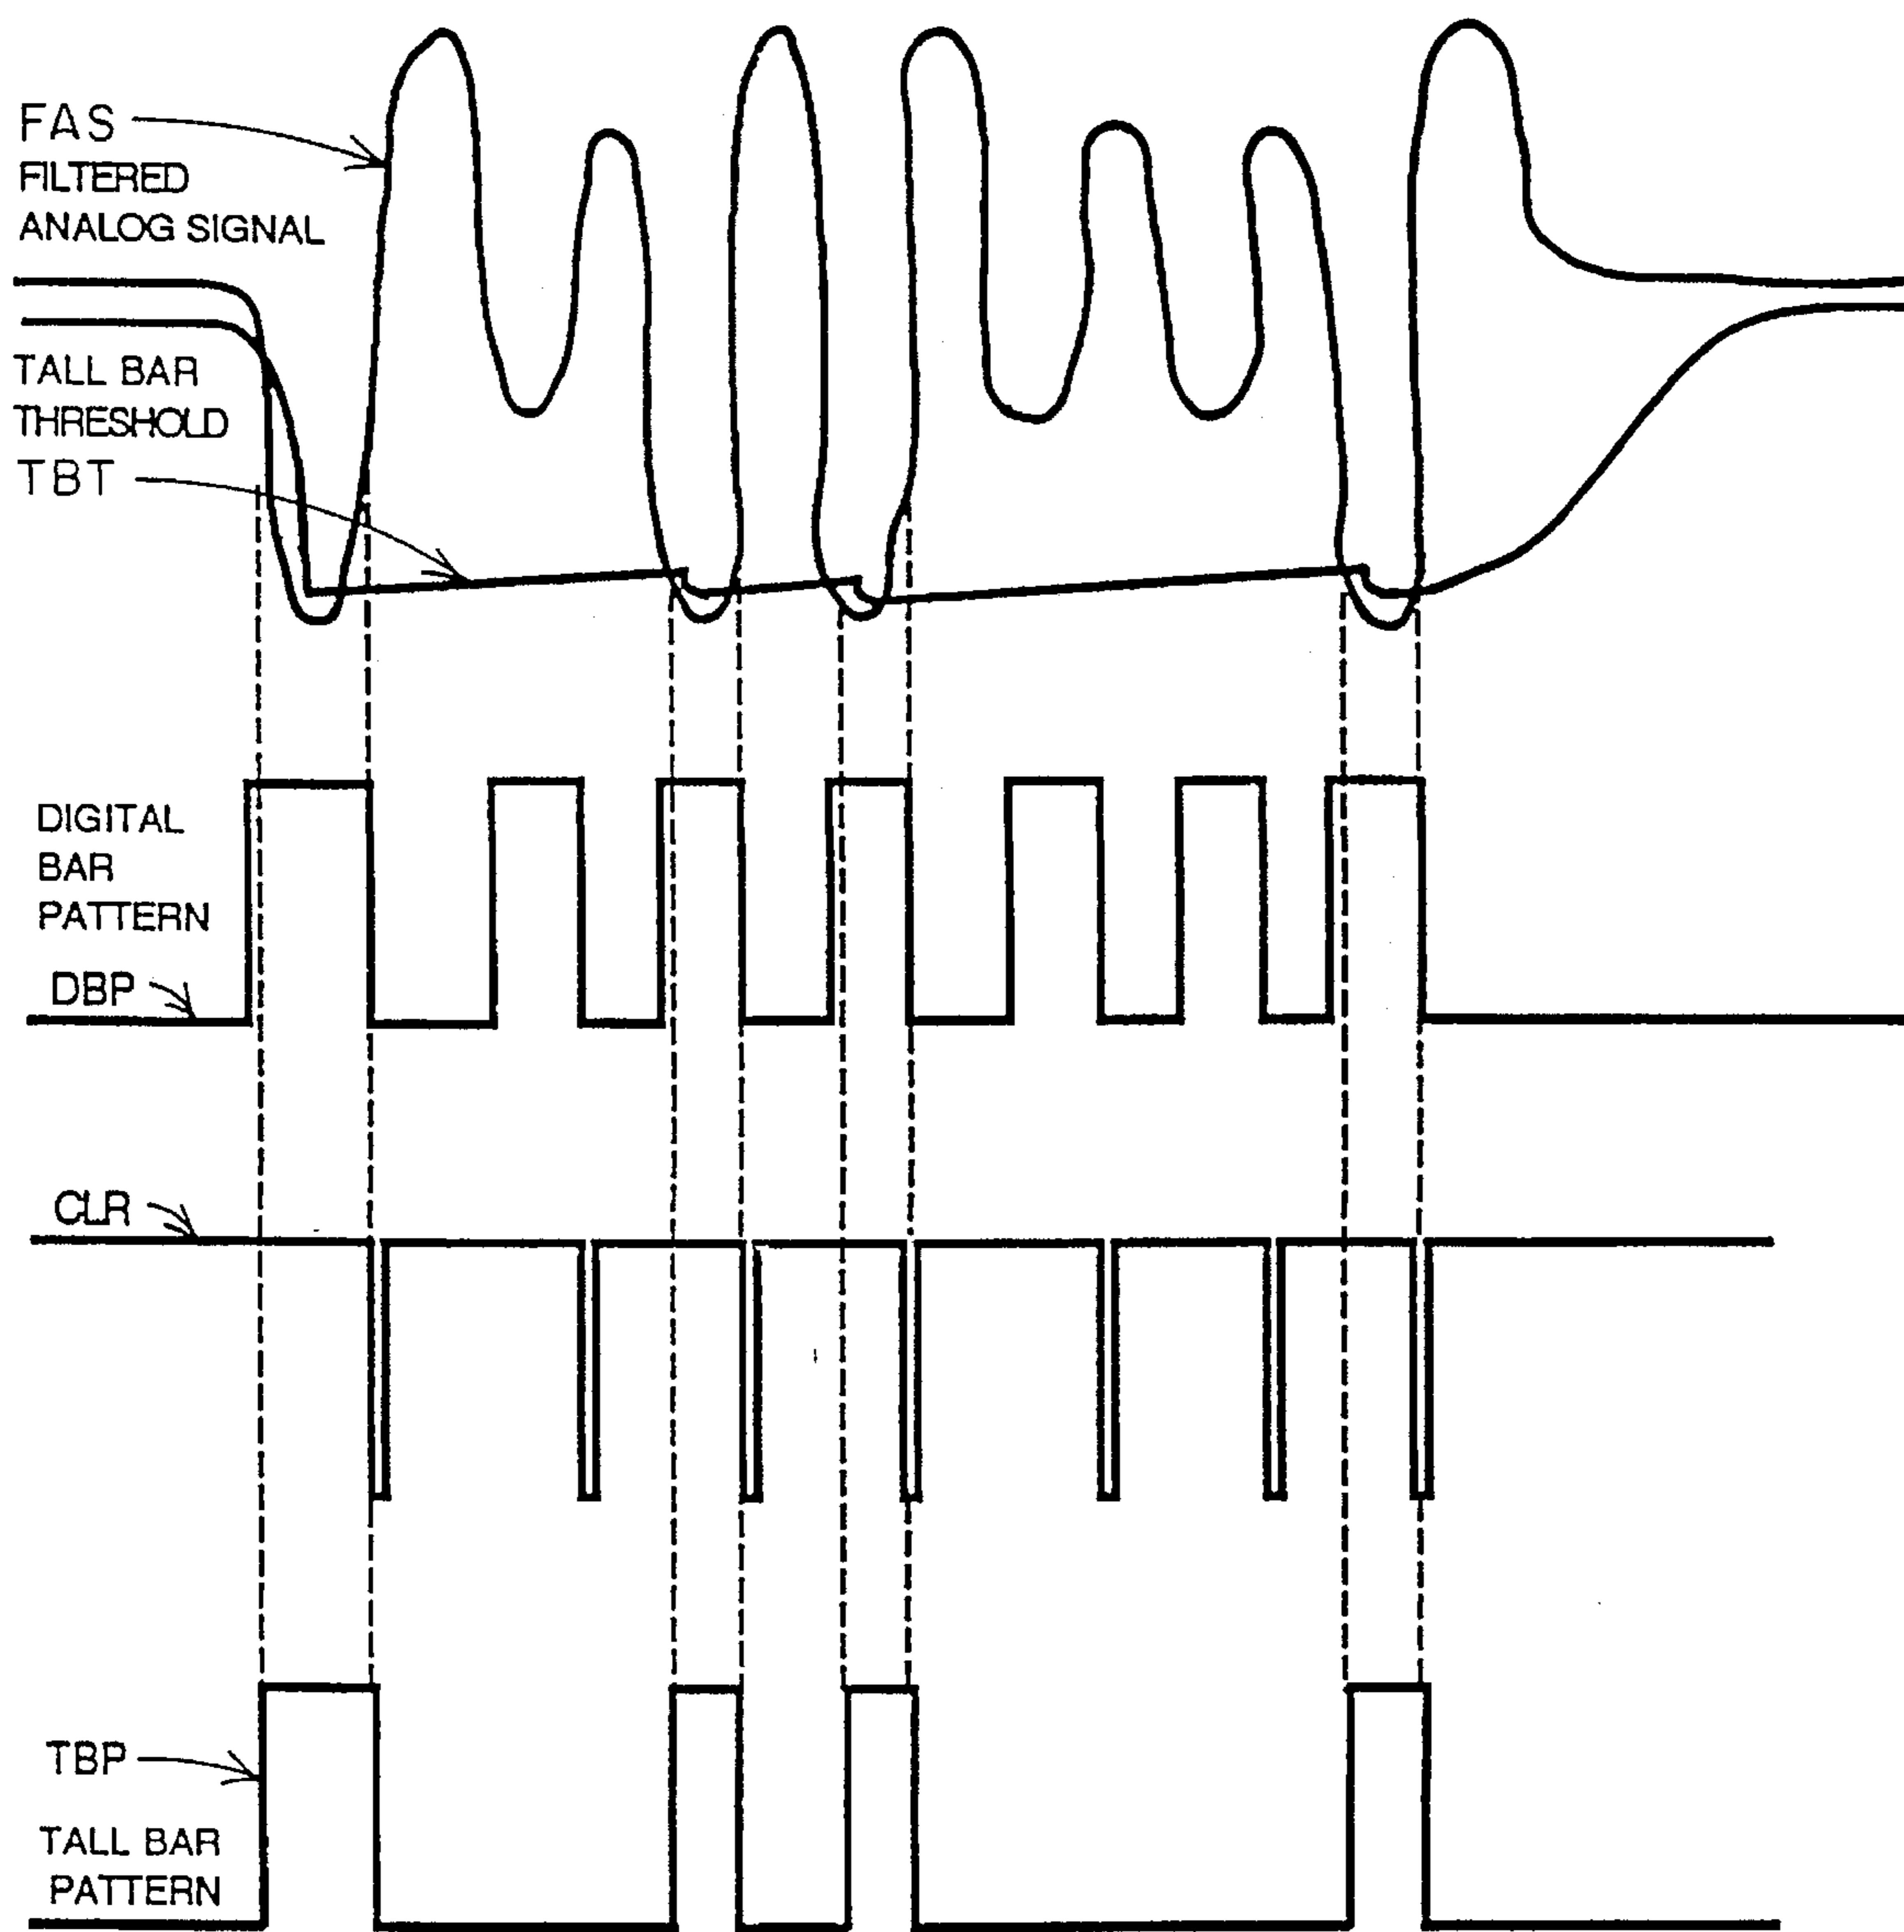 FAS
FILTERED
ANALOG SIGNAL
TALL BAR
THRESHOLD
TBT
DIGITAL
BAR
PATTERN
DBP
CLR
TBP
TALL BAR
PATTERN